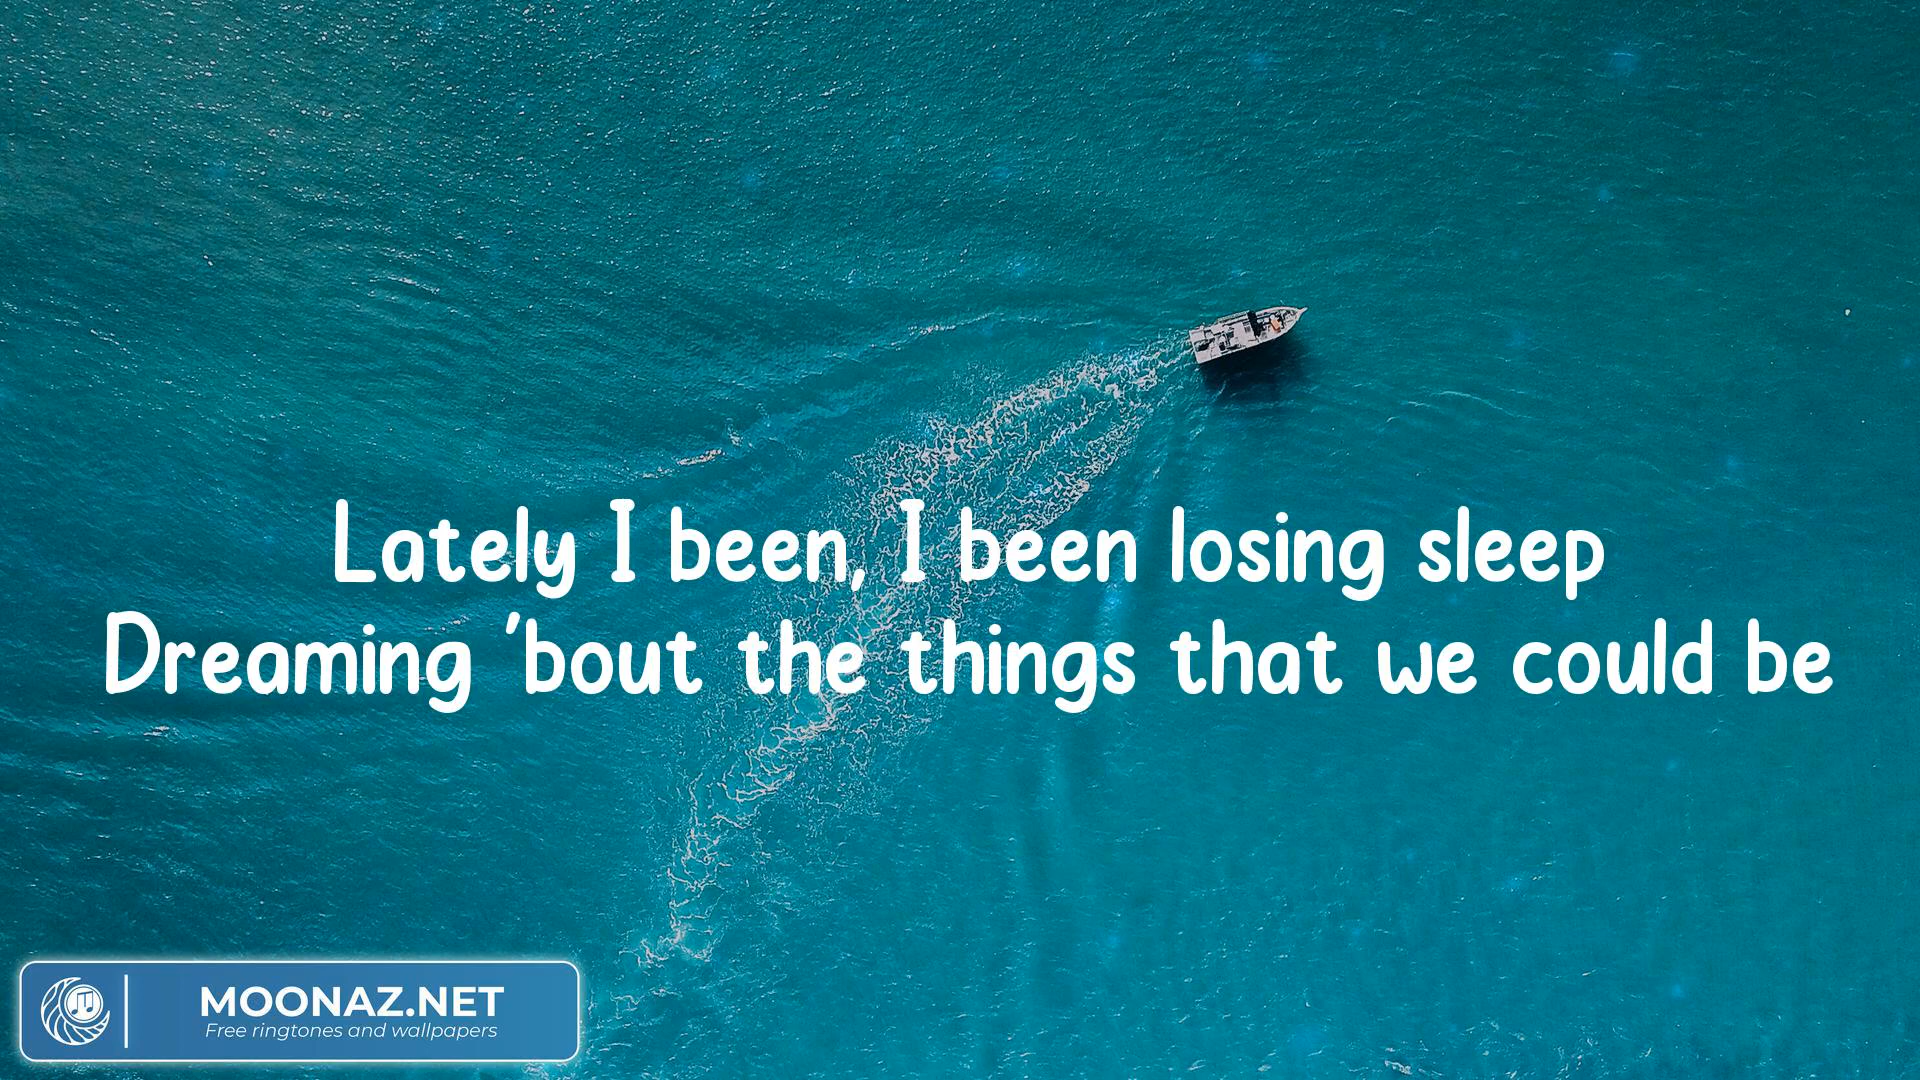 Lately I been, I been losing sleep
Dreaming 'bout the things that we could be
MOONAZ.NET
Free ringtones and wallpapers